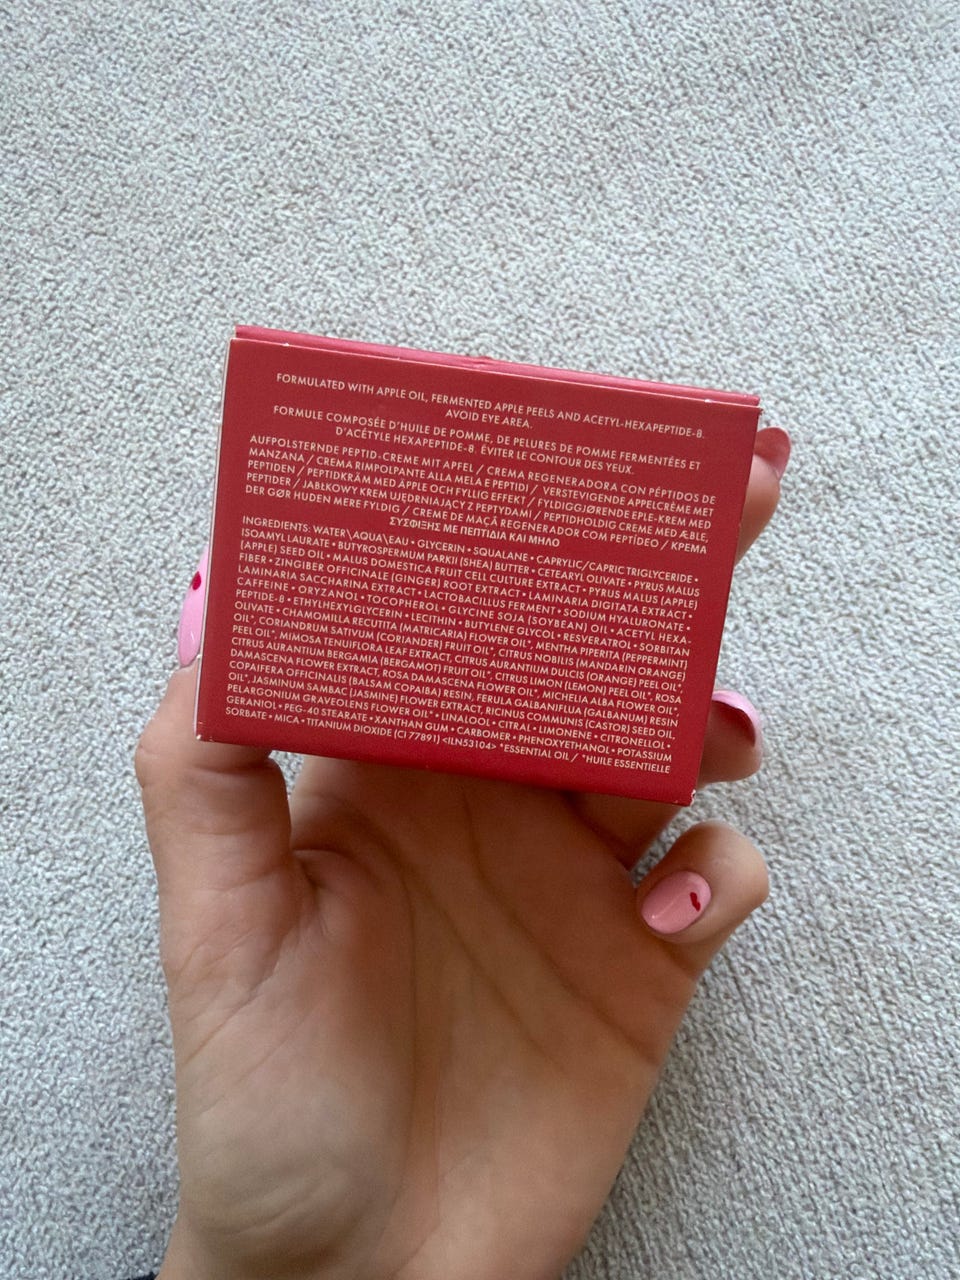 FORMULATED WITH APPLE OIL, FERMENTED APPLE PEELS AND ACETYL-HEXAPEPTIDE-8.
AVOID EYE AREA.
FORMULE COMPOSÉE D'HUILE DE POMME, DE PELURES DE POMME FERMENTÉES ET
D'ACÉTYLE HEXAPEPTIDE-8. ÉVITER LE CONTOUR DES YEUX.
AUFPOLSTERNDE PEPTID-CREME MIT APFEL / CREMA REGENERADORA CON PÉPTIDOS DE
MANZANA / CREMA RIMPOLPANTE ALLA MELA E PEPTIDI / VERSTEVIGENDE APPELCRÈME MET
PEPTIDEN / PEPTIDKRÄM MED ÄPPLE OCH FYLLIG EFFEKT / FYLDIGGJØRENDE EPLE-KREM MED
PEPTIDER / JABŁKOWY KREM UJĘDRNIAJĄCY Z PEPTYDAMI / PEPTIDHOLDIG CREME MED ÆBLE,
DER GØR HUDEN MERE FYLDIG / CREME DE MAÇÃ REGENERADOR COM PEPTÍDEO / ΚΡΕΜΑ
ΣΥΣΦΙΞΗΣ ΜΕ ΠΕΠΤΙΔΙΑ ΚΑΙ ΜΗΛΟ
INGREDIENTS: WATER\AQUA\EAU • GLYCERIN • SQUALANE • CAPRYLIC/CAPRIC TRIGLYCERIDE •
ISOAMYL LAURATE • BUTYROSPERMUM PARKII (SHEA) BUTTER • CETEARYL OLIVATE • PYRUS MALUS
(APPLE) SEED OIL • MALUS DOMESTICA FRUIT CELL CULTURE EXTRACT • PYRUS MALUS (APPLE)
FIBER • ZINGIBER OFFICINALE (GINGER) ROOT EXTRACT • LAMINARIA DIGITATA EXTRACT •
LAMINARIA SACCHARINA EXTRACT • LACTOBACILLUS FERMENT • SODIUM HYALURONATE •
CAFFEINE • ORYZANOL • TOCOPHEROL • GLYCINE SOJA (SOYBEAN) OIL • ACETYL HEXA-
PEPTIDE-8 • ETHYLHEXYLGLYCERIN • LECITHIN • BUTYLENE GLYCOL • RESVERATROL • SORBITAN
OLIVATE • CHAMOMILLA RECUTITA (MATRICARIA) FLOWER OIL*, MENTHA PIPERITA (PEPPERMINT)
OIL*, CORIANDRUM SATIVUM (CORIANDER) FRUIT OIL*, CITRUS NOBILIS (MANDARIN ORANGE)
PEEL OIL*, MIMOSA TENUIFLORA LEAF EXTRACT, CITRUS AURANTIUM DULCIS (ORANGE) PEEL OIL*,
CITRUS AURANTIUM BERGAMIA (BERGAMOT) FRUIT OIL*, CITRUS LIMON (LEMON) PEEL OIL*, ROSA
DAMASCENA FLOWER EXTRACT, ROSA DAMASCENA FLOWER OIL*, MICHELIA ALBA FLOWER OIL*,
COPAIFERA OFFICINALIS (BALSAM COPAIBA) RESIN, FERULA GALBANIFLUA (GALBANUM) RESIN
OIL*, JASMINUM SAMBAC (JASMINE) FLOWER EXTRACT, RICINUS COMMUNIS (CASTOR) SEED OIL,
PELARGONIUM GRAVEOLENS FLOWER OIL* • LINALOOL • CITRAL • LIMONENE • CITRONELLOL •
GERANIOL • PEG-40 STEARATE • XANTHAN GUM • CARBOMER • PHENOXYETHANOL • POTASSIUM
SORBATE • MICA • TITANIUM DIOXIDE (CI 77891) <ILN53104> *ESSENTIAL OIL / *HUILE ESSENTIELLE